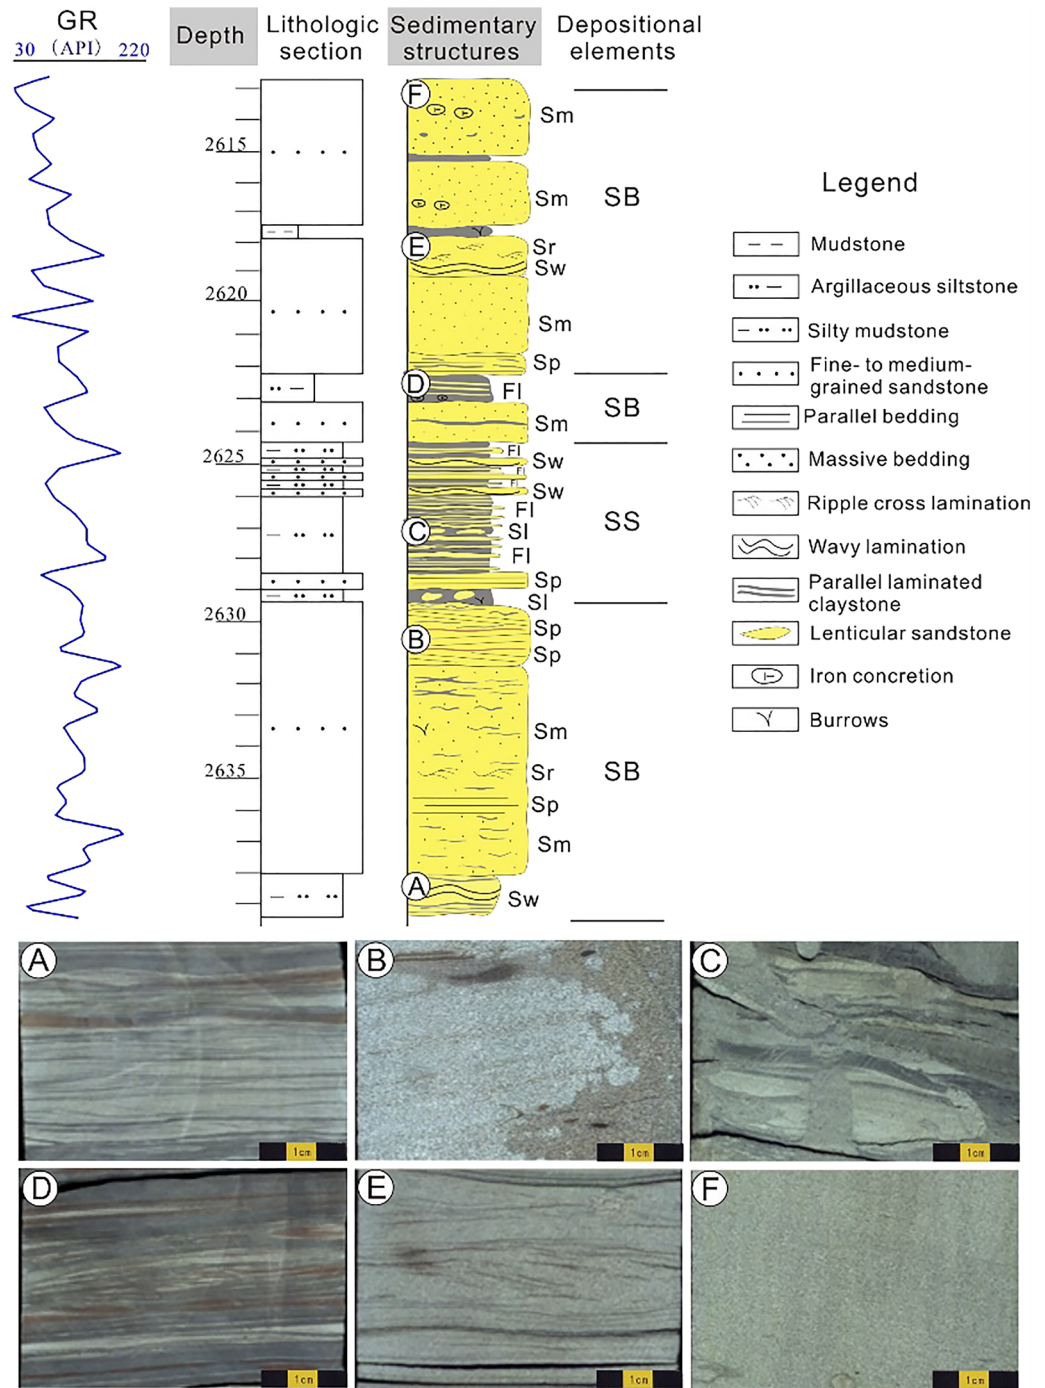 GR
30 (API) 220
Depth
Lithologic
section
Sedimentary
structures
Depositional
elements
F
Sm
2615
Sm
SB
E
Sr
Sw
2620
Sm
Sp
D
Fl
SB
Sm
Fl
2625
Sw
Fl
Fl
Sw
Fl
SS
C
Sl
Fl
Sp
Sl
2630
Sp
B
Sp
Sm
2635
Sr
SB
Sp
Sm
A
Sw
Legend
Mudstone
Argillaceous siltstone
Silty mudstone
Fine- to medium-
grained sandstone
Parallel bedding
Massive bedding
Ripple cross lamination
Wavy lamination
Parallel laminated
claystone
Lenticular sandstone
Iron concretion
Burrows
A
1cm
B
1cm
C
1cm
D
1cm
E
1cm
F
1cm